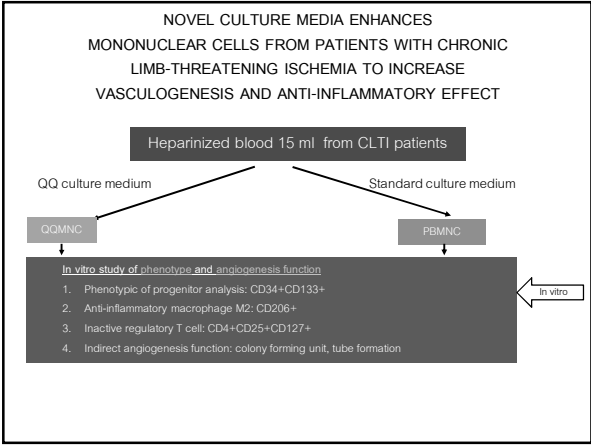 NOVEL CULTURE MEDIA ENHANCES
MONONUCLEAR CELLS FROM PATIENTS WITH CHRONIC
LIMB-THREATENING ISCHEMIA TO INCREASE
VASCULOGENESIS AND ANTI-INFLAMMATORY EFFECT
Heparinized blood 15 ml from CLTI patients
QQ culture medium
Standard culture medium
QQMNC
PBMNC
In vitro study of phenotype and angiogenesis function
1. Phenotypic of progenitor analysis: CD34+CD133+
2. Anti-inflammatory macrophage M2: CD206+
3. Inactive regulatory T cell: CD4+CD25+CD127+
4. Indirect angiogenesis function: colony forming unit, tube formation
In vitro